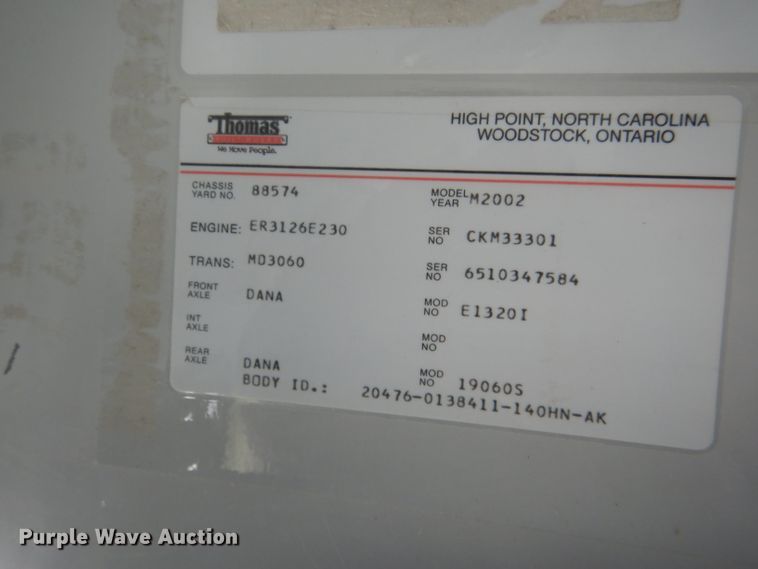 Thomas
BUILT BUSES
We Move People.
HIGH POINT, NORTH CAROLINA
WOODSTOCK, ONTARIO
CHASSIS YARD NO. 88574 MODEL YEAR M2002
ENGINE: ER3126E230 SER NO CKM33301
TRANS: MD3060 SER NO 6510347584
FRONT AXLE DANA MOD NO E1320I
INT AXLE MOD NO
REAR AXLE DANA MOD NO 19060S
BODY ID.: 20476-0138411-140HN-AK
Purple Wave Auction®